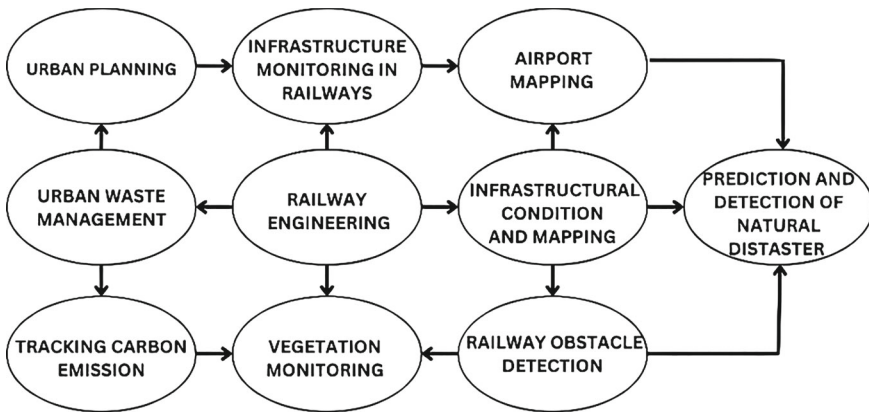 URBAN PLANNING
INFRASTRUCTURE
MONITORING IN
RAILWAYS
AIRPORT
MAPPING
URBAN WASTE
MANAGEMENT
RAILWAY
ENGINEERING
INFRASTRUCTURAL
CONDITION
AND MAPPING
PREDICTION AND
DETECTION OF
NATURAL
DISTASTER
TRACKING CARBON
EMISSION
VEGETATION
MONITORING
RAILWAY OBSTACLE
DETECTION